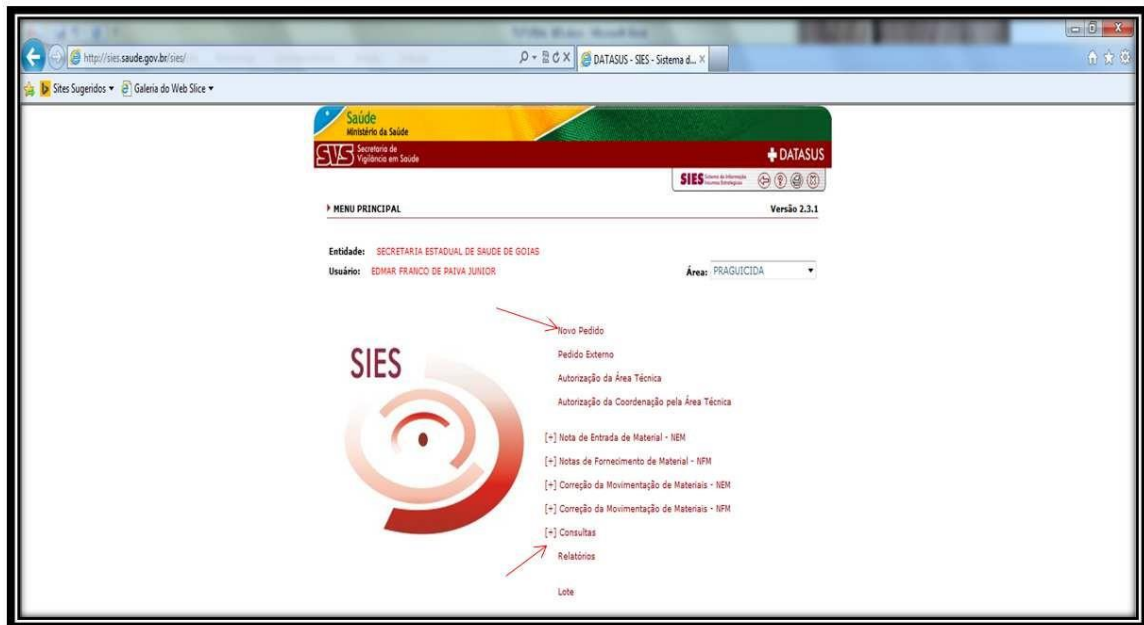 http://sies.saude.gov.br/sies/
DATASUS - SIES - Sistema d...
Sites Sugeridos
Galeria do Web Slice
Saúde
Ministério da Saúde
SVS Secretaria de Vigilância em Saúde
DATASUS
SIES
MENU PRINCIPAL
Versão 2.3.1
Entidade: SECRETARIA ESTADUAL DE SAUDE DE GOIAS
Usuário: EDMAR FRANCO DE PAIVA JUNIOR
Área: PRAGUICIDA
SIES
Novo Pedido
Pedido Externo
Autorização da Área Técnica
Autorização da Coordenação pela Área Técnica
[+] Nota de Entrada de Material - NEM
[+] Notas de Fornecimento de Material - NFM
[+] Correção da Movimentação de Materiais - NEM
[+] Correção da Movimentação de Materiais - NFM
[+] Consultas
Relatórios
Lote